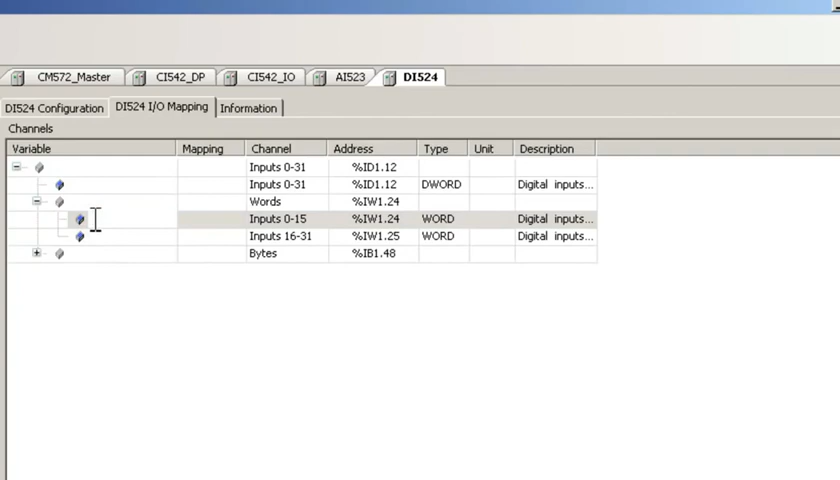 CM572_Master CI542_DP CI542_IO AI523 DI524
DI524 Configuration DI524 I/O Mapping Information
Channels
Variable Mapping Channel Address Type Unit Description
Inputs 0-31 %ID1.12
Inputs 0-31 %ID1.12 DWORD Digital inputs...
Words %IW1.24
Inputs 0-15 %IW1.24 WORD Digital inputs...
Inputs 16-31 %IW1.25 WORD Digital inputs...
Bytes %IB1.48